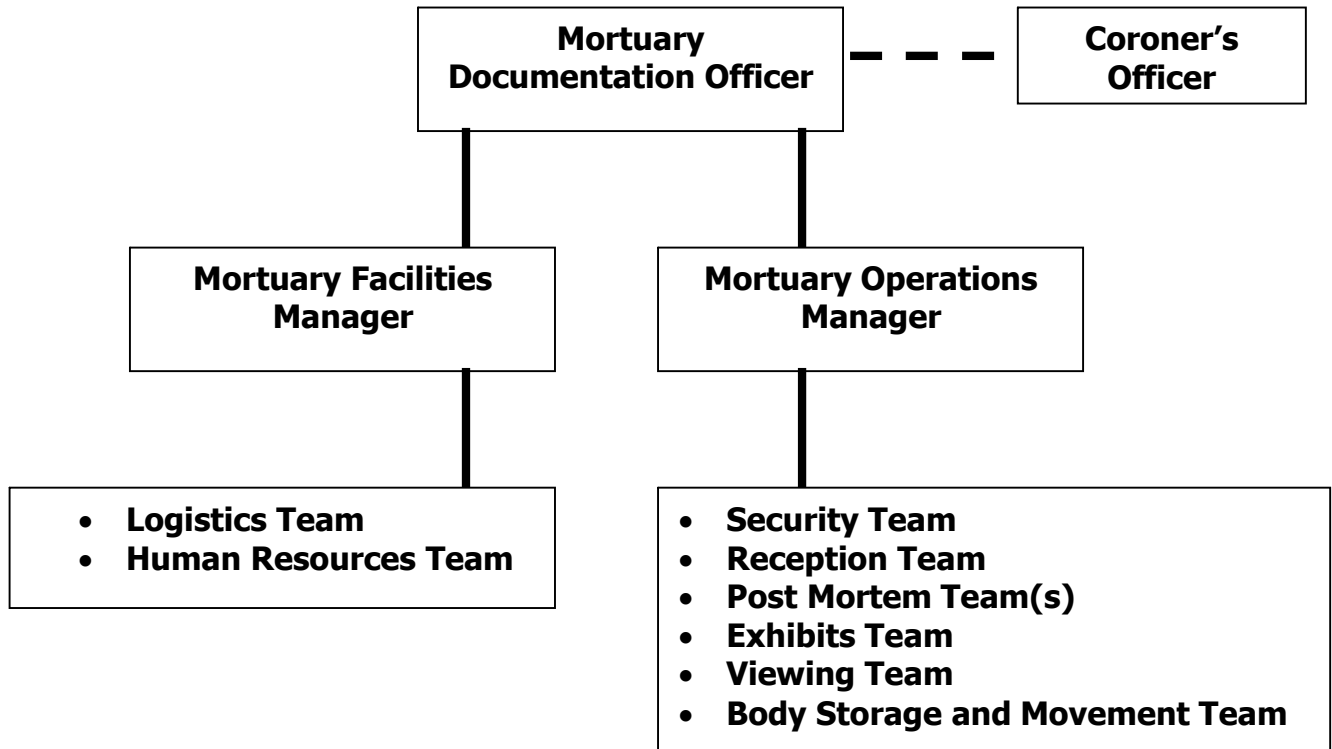 Mortuary
Documentation Officer
Coroner’s
Officer
Mortuary Facilities
Manager
Mortuary Operations
Manager
• Logistics Team
• Human Resources Team
• Security Team
• Reception Team
• Post Mortem Team(s)
• Exhibits Team
• Viewing Team
• Body Storage and Movement Team